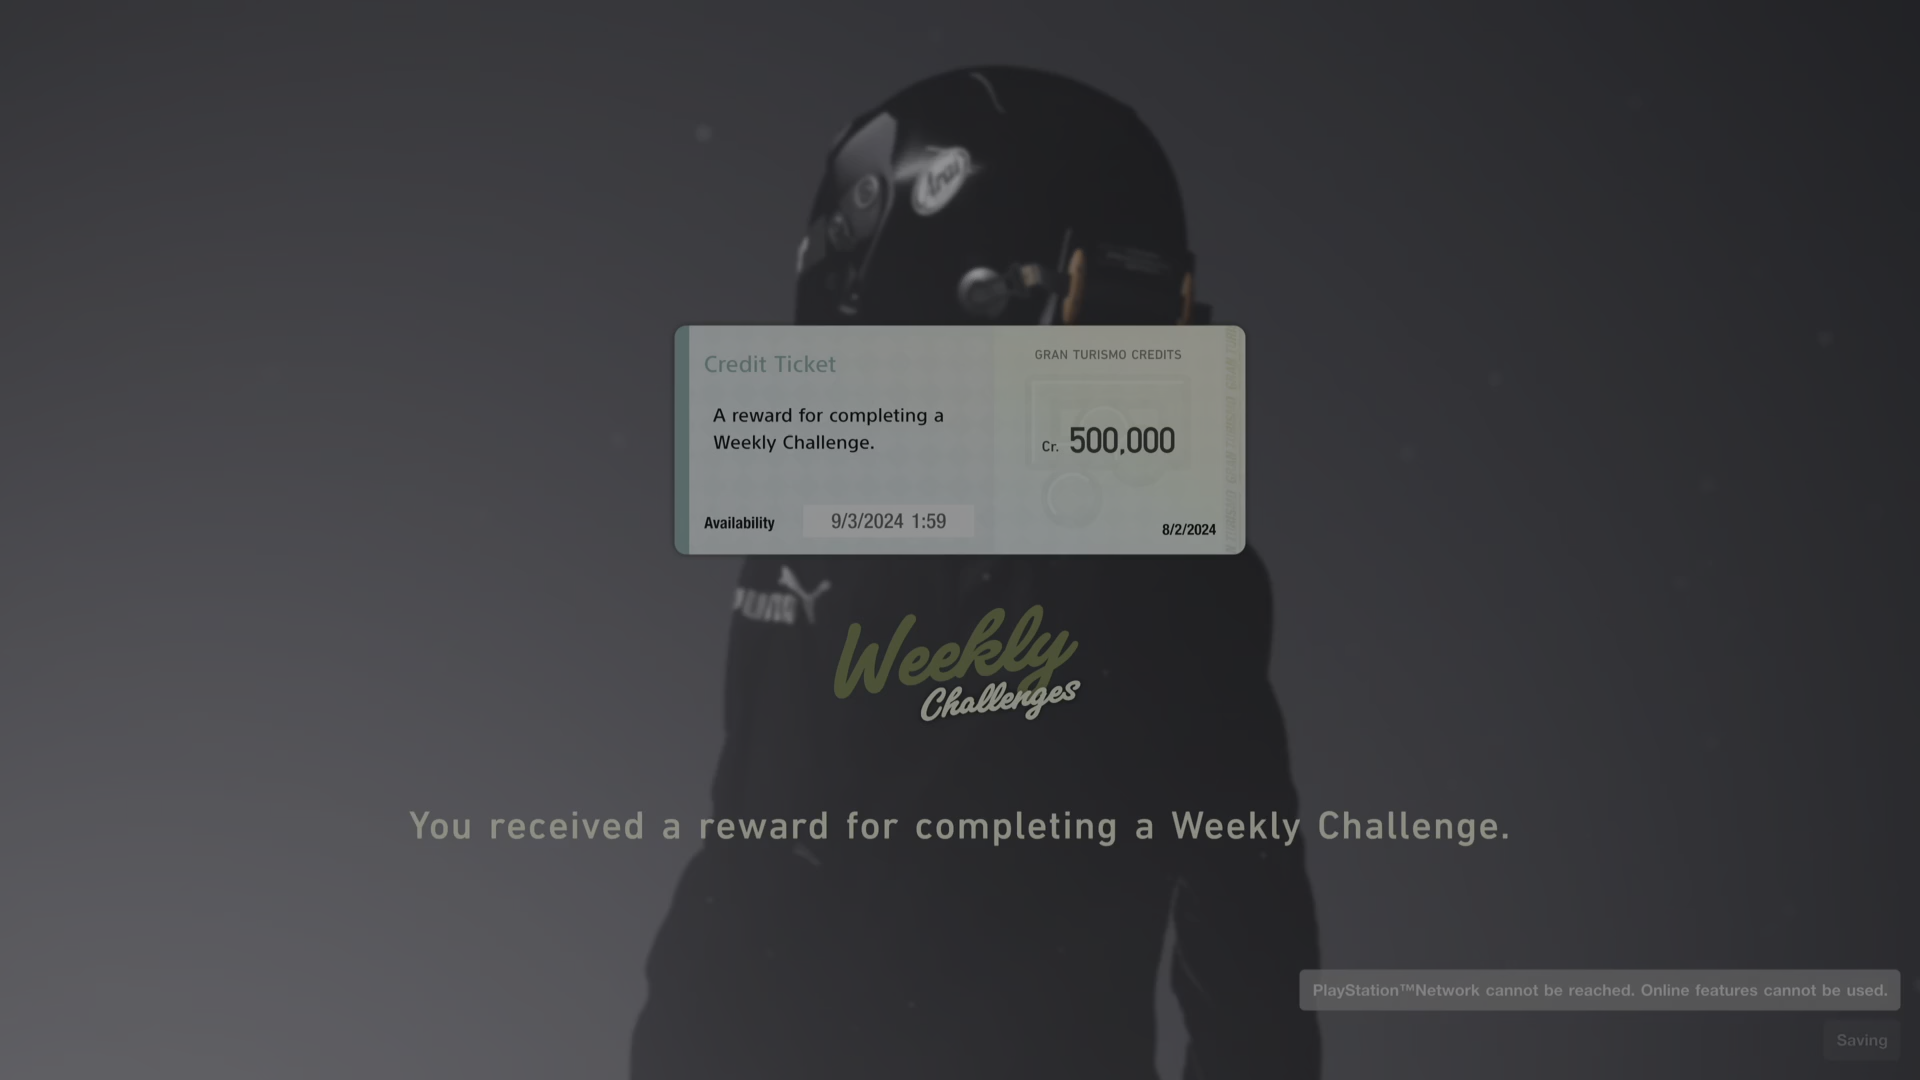 Arai
Credit Ticket
GRAN TURISMO CREDITS
A reward for completing a
Weekly Challenge.
Cr. 500,000
Availability
9/3/2024 1:59
8/2/2024
PUMA
Weekly
Challenges
You received a reward for completing a Weekly Challenge.
PlayStation™Network cannot be reached. Online features cannot be used.
Saving